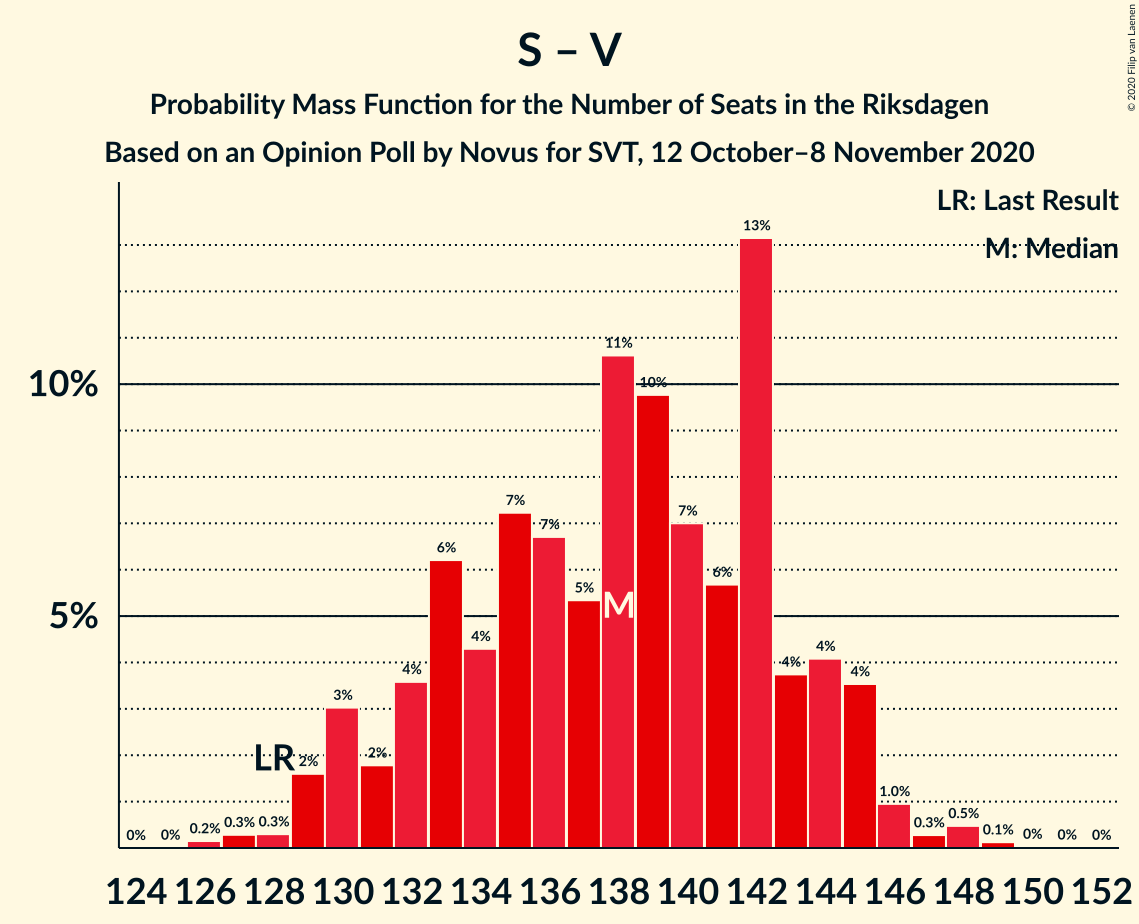 S – V
Probability Mass Function for the Number of Seats in the Riksdagen
Based on an Opinion Poll by Novus for SVT, 12 October–8 November 2020
© 2020 Filip van Laenen
LR: Last Result
M: Median
10%
5%
0% 0% 0.2% 0.3% 0.3% 2% 3% 2% 4% 6% 4% 7% 7% 5% 11% 10% 7% 6% 13% 4% 4% 4% 1.0% 0.3% 0.5% 0.1% 0% 0% 0%
LR
M
124 126 128 130 132 134 136 138 140 142 144 146 148 150 152